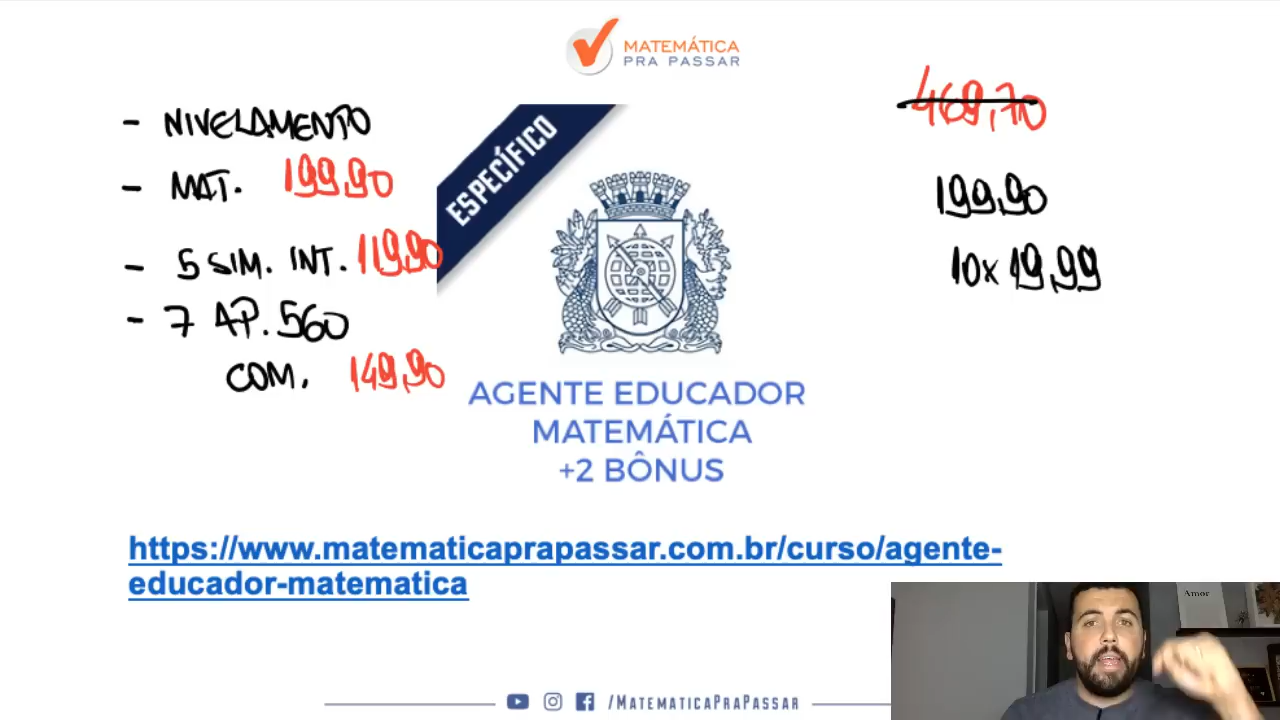 MATEMÁTICA
PRA PASSAR
- NIVELAMENTO
- MAT. 199,90
- 5 SIM. INT. 119,90
- 7 AP. 560
COM. 149,90
ESPECÍFICO
469,70
199,90
10x 19,99
AGENTE EDUCADOR
MATEMÁTICA
+2 BÔNUS
https://www.matematicaprapassar.com.br/curso/agente-
educador-matematica
Amor
/MATEMATICAPRAPASSAR